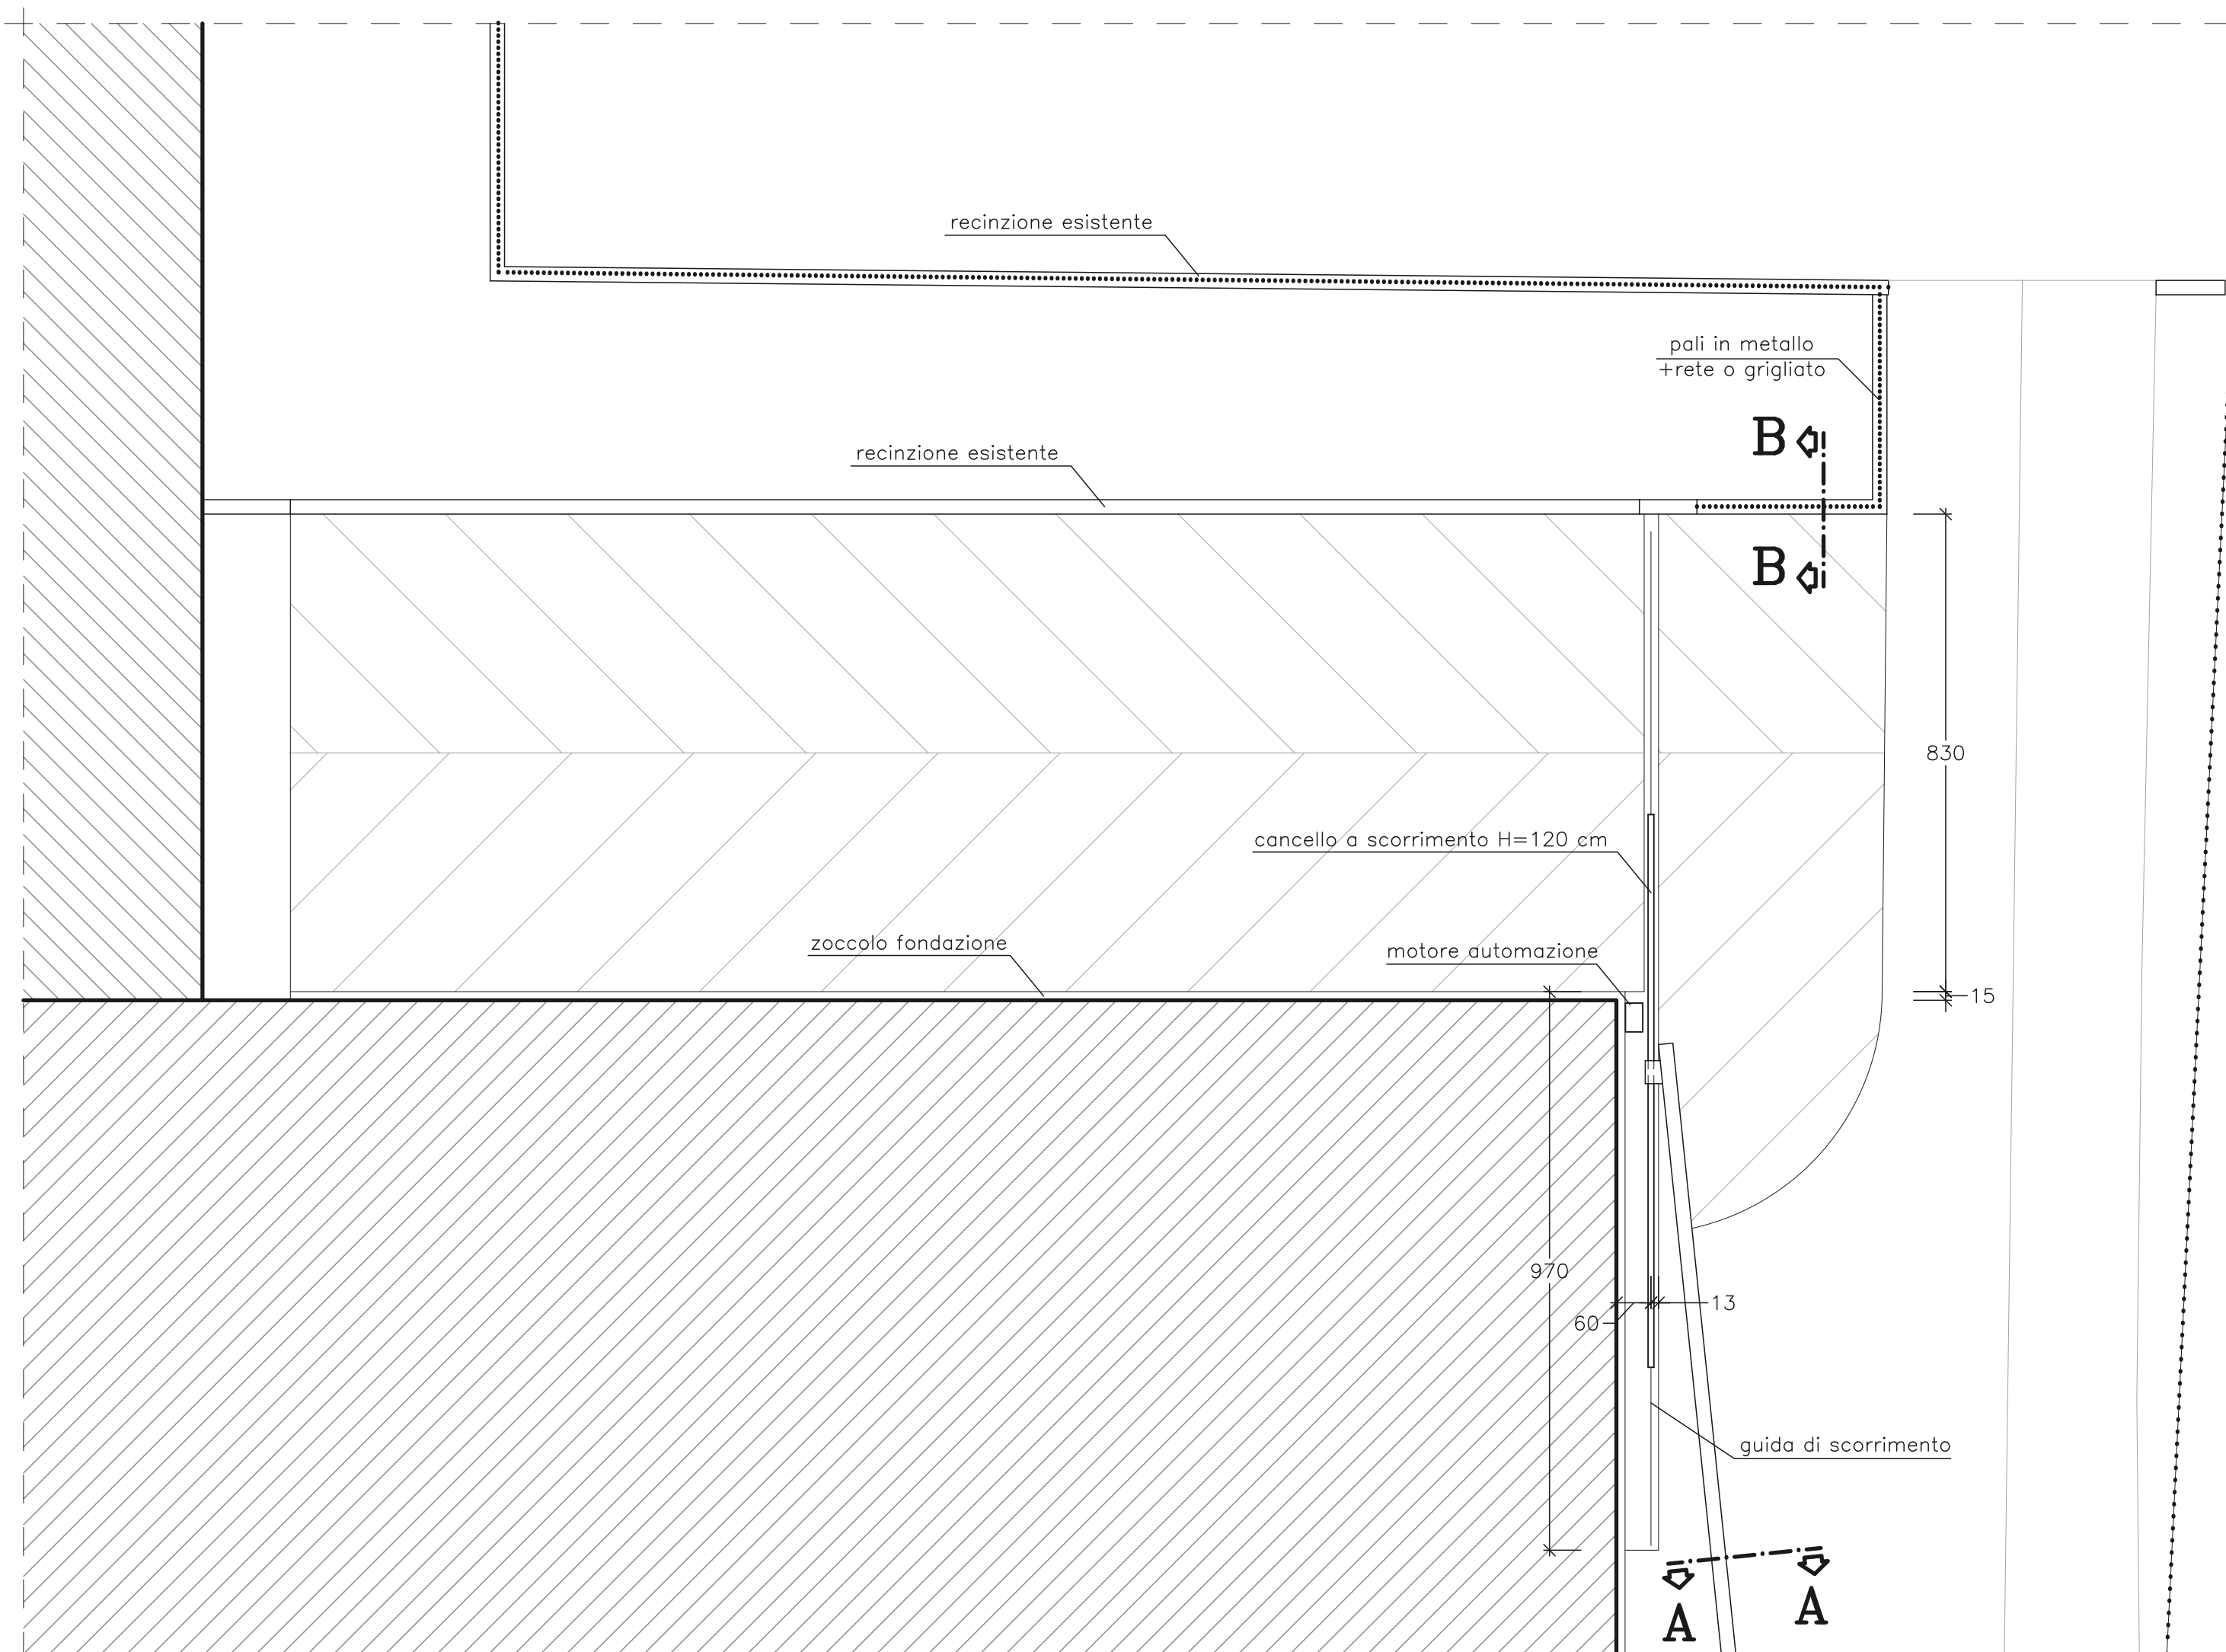 recinzione esistente
pali in metallo
+rete o grigliato
B
recinzione esistente
B
830
cancello a scorrimento H=120 cm
zoccolo fondazione
motore automazione
15
970
13
60
guida di scorrimento
A
A